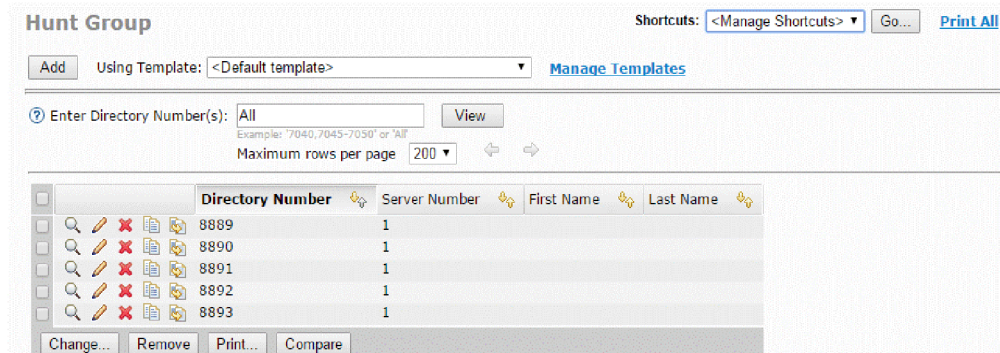 Hunt Group
Shortcuts: <Manage Shortcuts> Go... Print All
Add Using Template: <Default template> Manage Templates
? Enter Directory Number(s): All View
Example: '7040,7045-7050' or 'All'
Maximum rows per page 200
Directory Number Server Number First Name Last Name
8889 1
8890 1
8891 1
8892 1
8893 1
Change... Remove Print... Compare